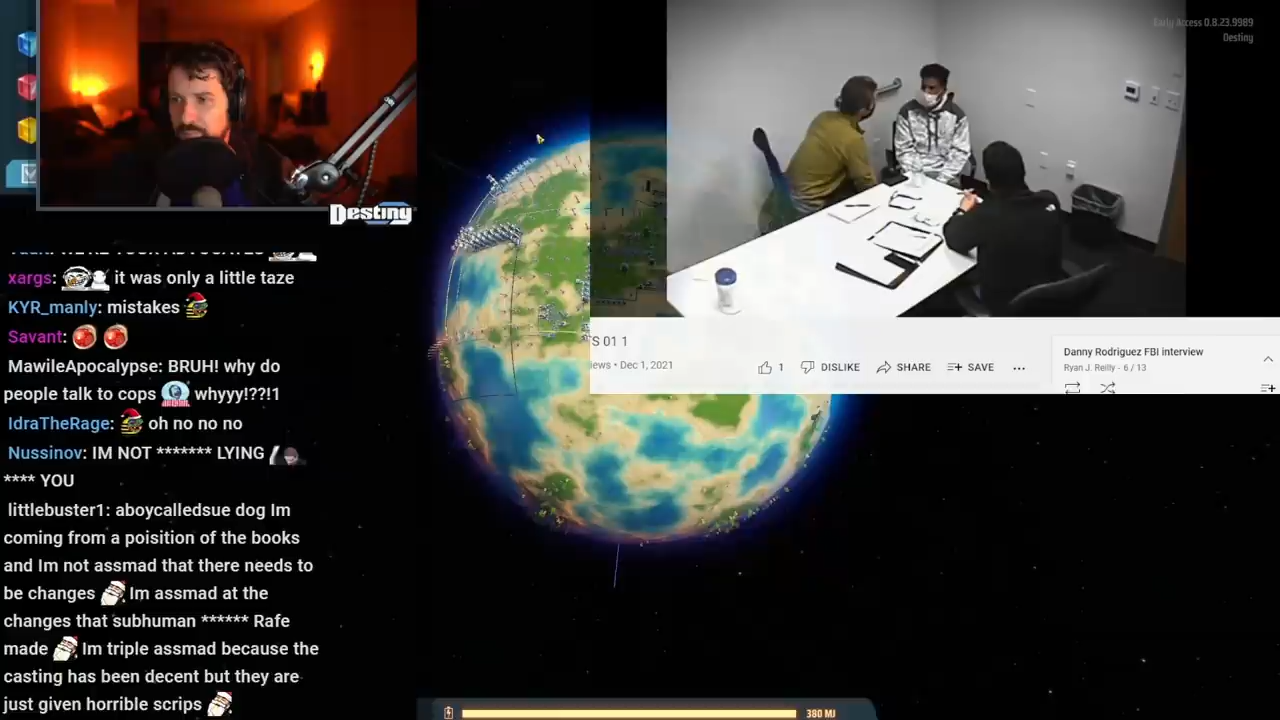 Early Access 0.8.23.9989
Destiny
Destiny
xargs: it was only a little taze
KYR_manly: mistakes
Savant:
MawileApocalypse: BRUH! why do
people talk to cops whyyy!??!1
IdraTheRage: oh no no no
Nussinov: IM NOT ******* LYING
**** YOU
littlebuster1: aboycalledsue dog Im
coming from a poisition of the books
and Im not assmad that there needs to
be changes Im assmad at the
changes that subhuman ****** Rafe
made Im triple assmad because the
casting has been decent but they are
just given horrible scrips
S 01 1
iews • Dec 1, 2021
1 DISLIKE SHARE SAVE
Danny Rodriguez FBI interview
Ryan J. Reilly - 6 / 13
380 MJ